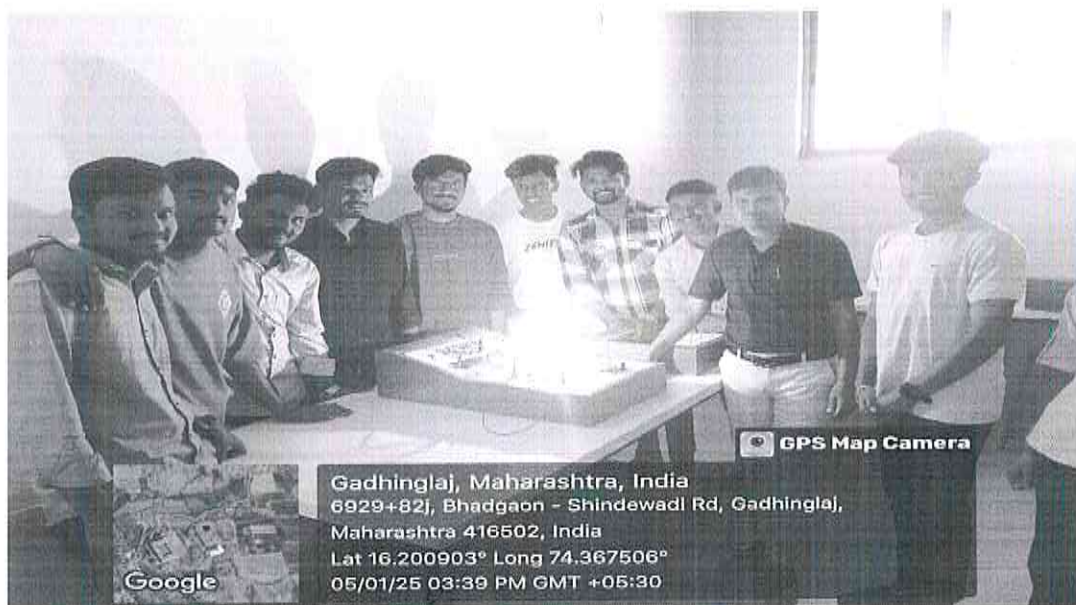 ZENIT
GPS Map Camera
Gadhinglaj, Maharashtra, India
6929+82j, Bhadgaon - Shindewadi Rd, Gadhinglaj,
Maharashtra 416502, India
Lat 16.200903° Long 74.367506°
05/01/25 03:39 PM GMT +05:30
Google